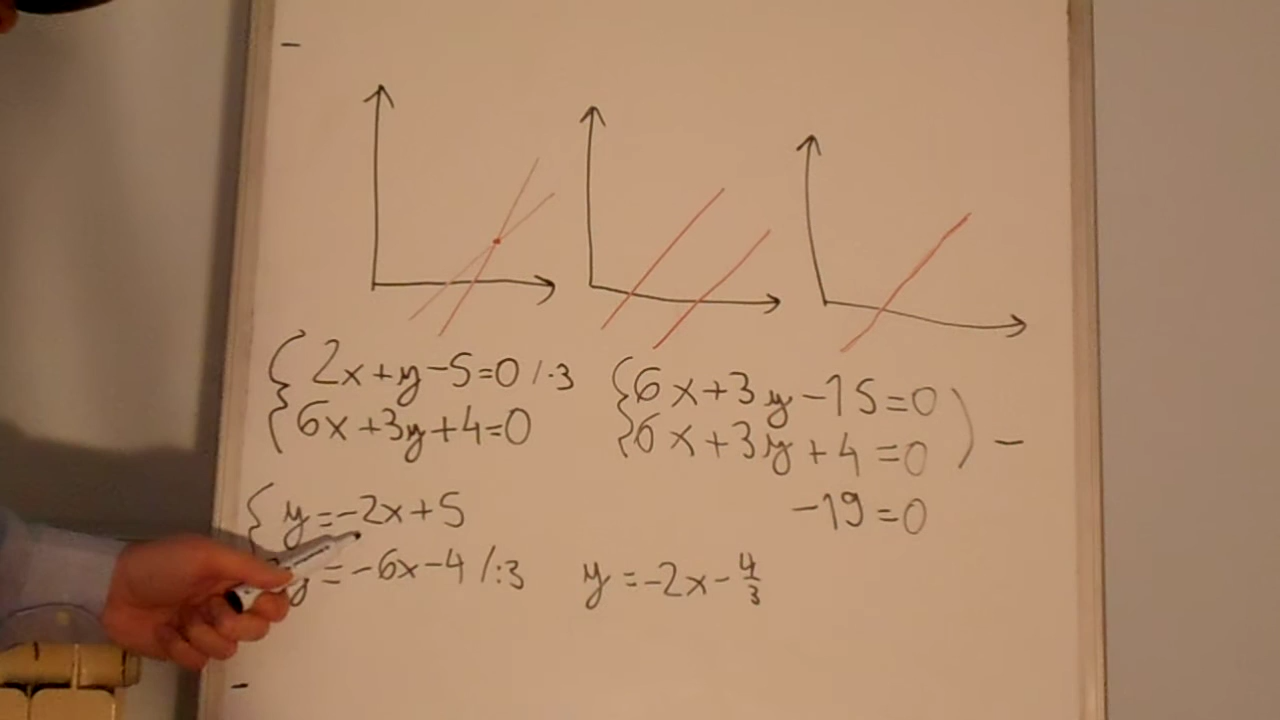 {2x+y-5=0 /·3
{6x+3y+4=0
{6x+3y-15=0
{6x+3y+4=0 ) -
-19=0
{y=-2x+5
y=-6x-4 /:3
y=-2x-4/3